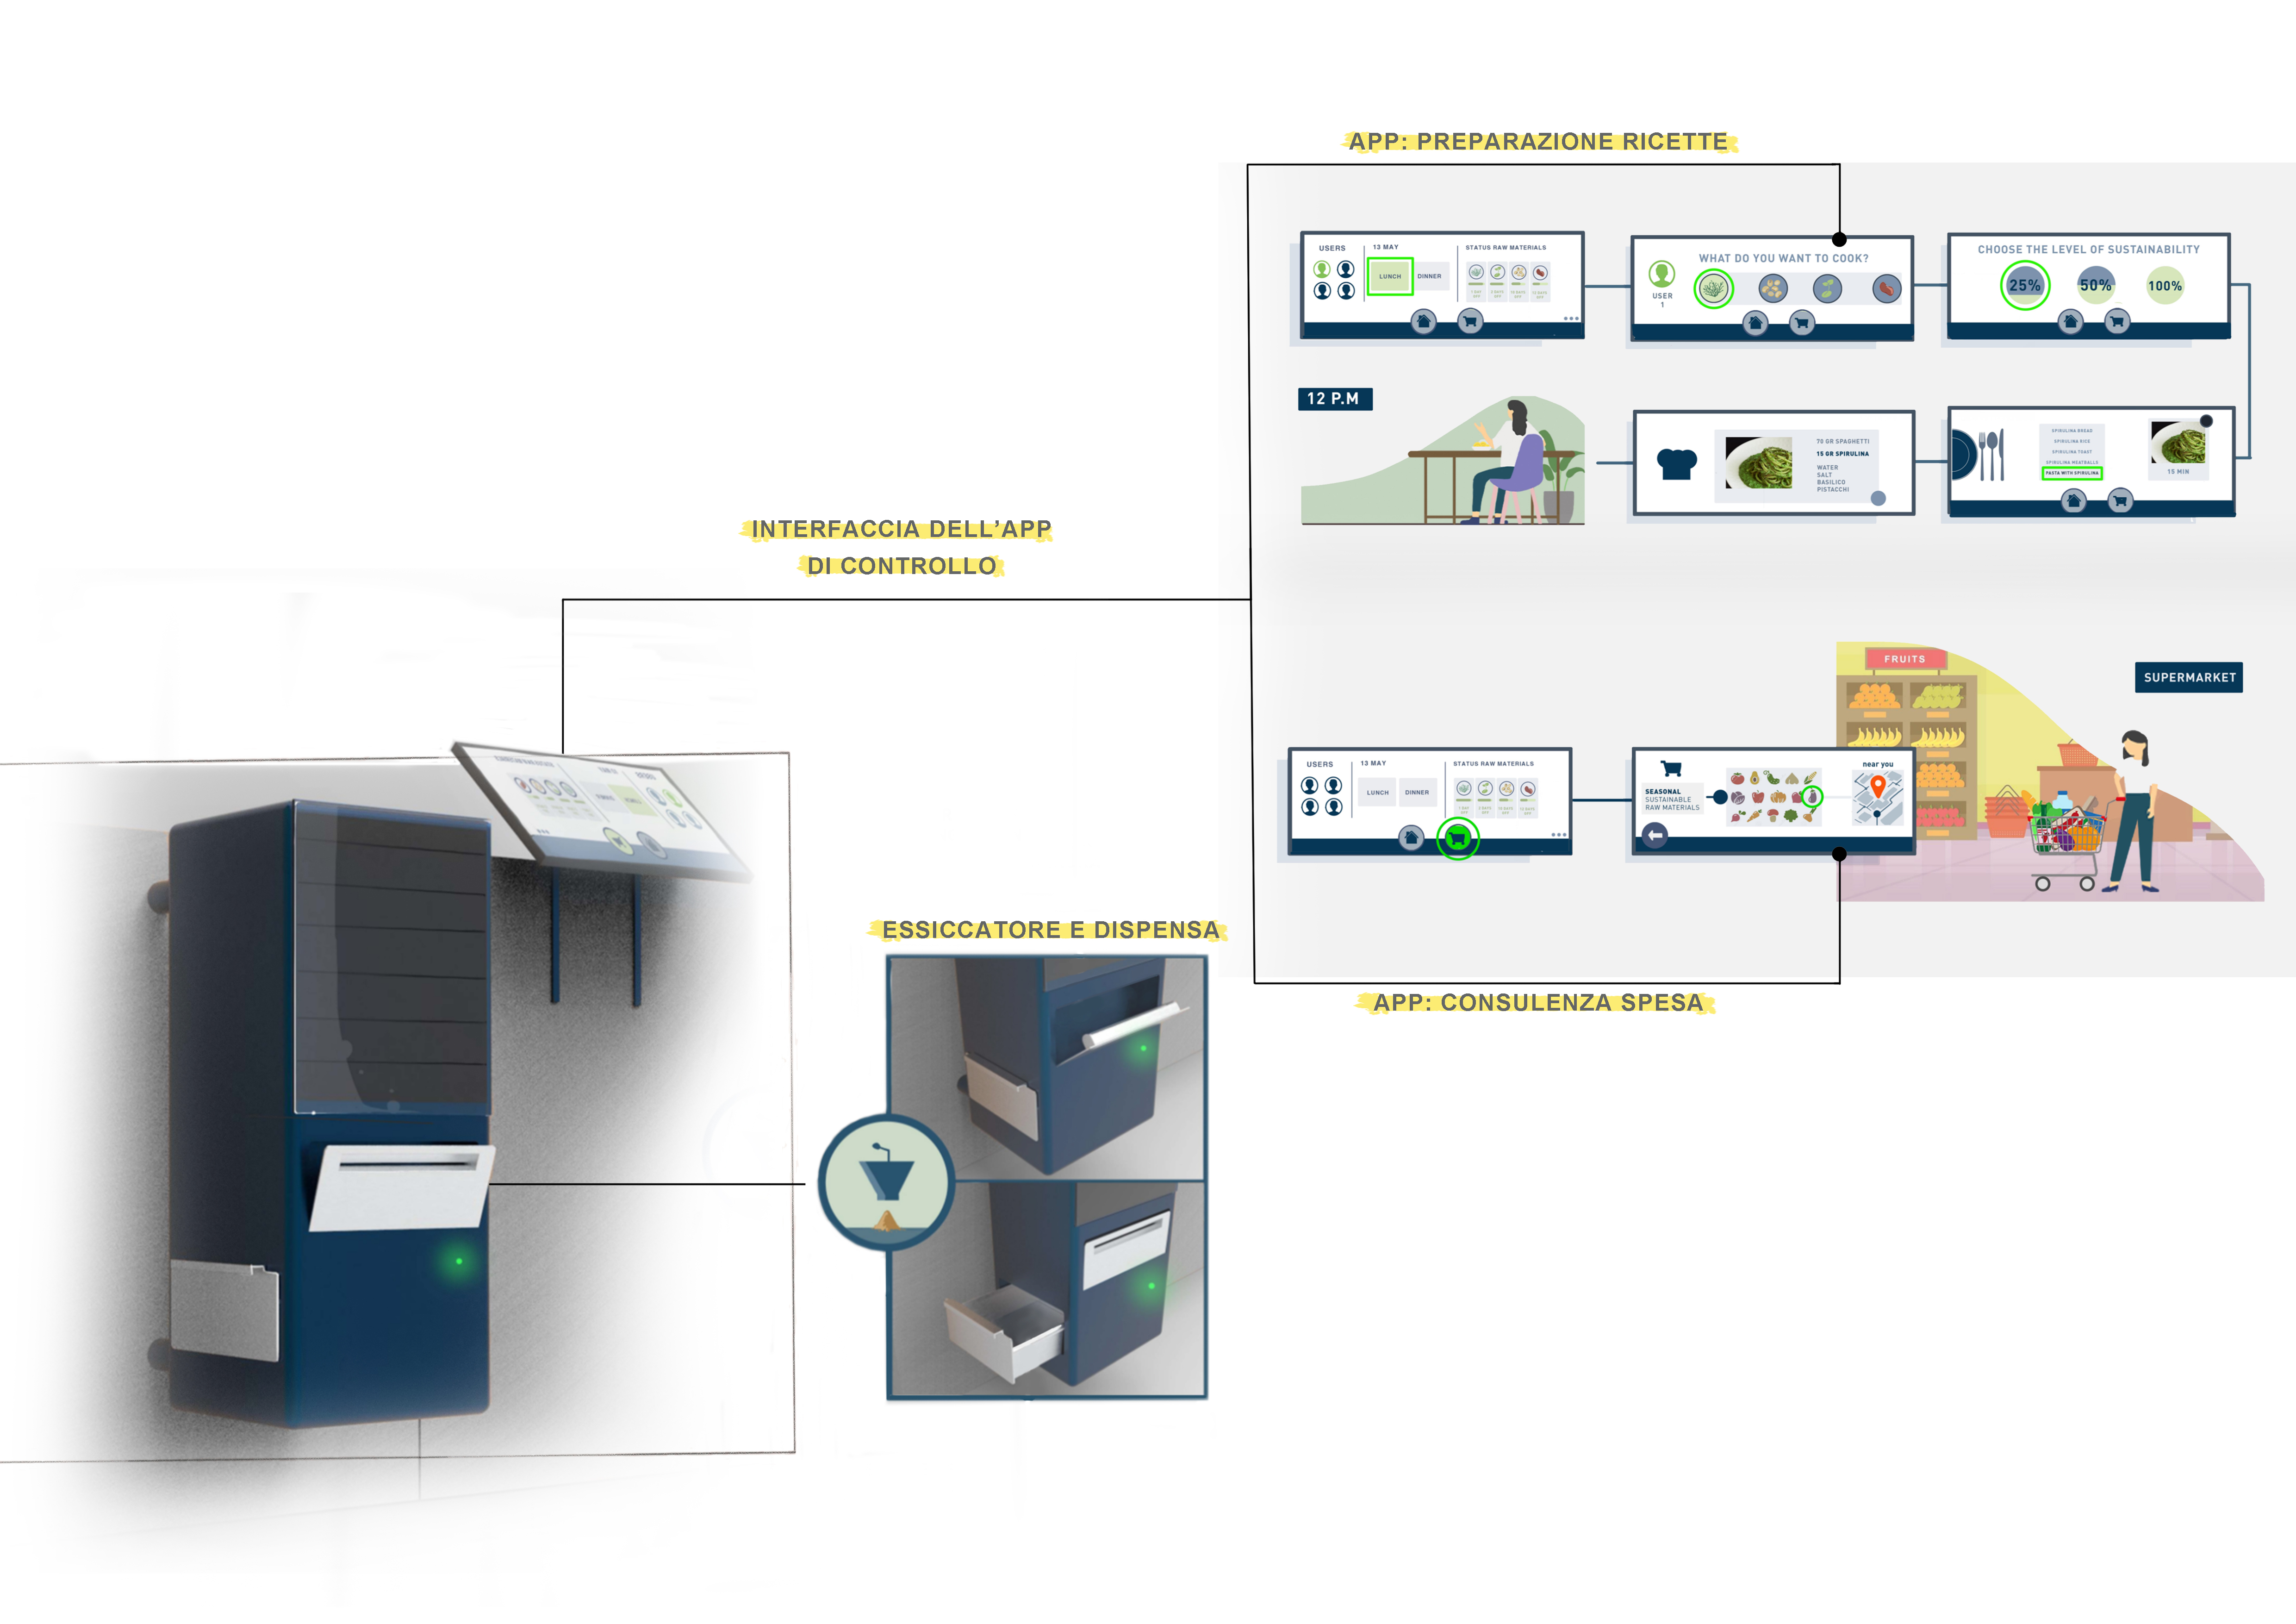 APP: PREPARAZIONE RICETTE
USERS
13 MAY
STATUS RAW MATERIALS
LUNCH
DINNER
WHAT DO YOU WANT TO COOK?
USER
1
CHOOSE THE LEVEL OF SUSTAINABILITY
25%
50%
100%
12 P.M
70 GR SPAGHETTI
15 GR SPIRULINA
WATER
SALT
BASILICO
PISTACCHI
SPIRULINA BREAD
SPIRULINA RICE
SPIRULINA TOAST
SPIRULINA MEATBALLS
PASTA WITH SPIRULINA
15 MIN
INTERFACCIA DELL’APP
DI CONTROLLO
FRUITS
SUPERMARKET
USERS
13 MAY
STATUS RAW MATERIALS
LUNCH
DINNER
SEASONAL
SUSTAINABLE
RAW MATERIALS
near you
ESSICCATORE E DISPENSA
APP: CONSULENZA SPESA